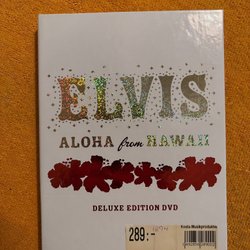 ELVIS
ALOHA from HAWAII
DELUXE EDITION DVD
289:-